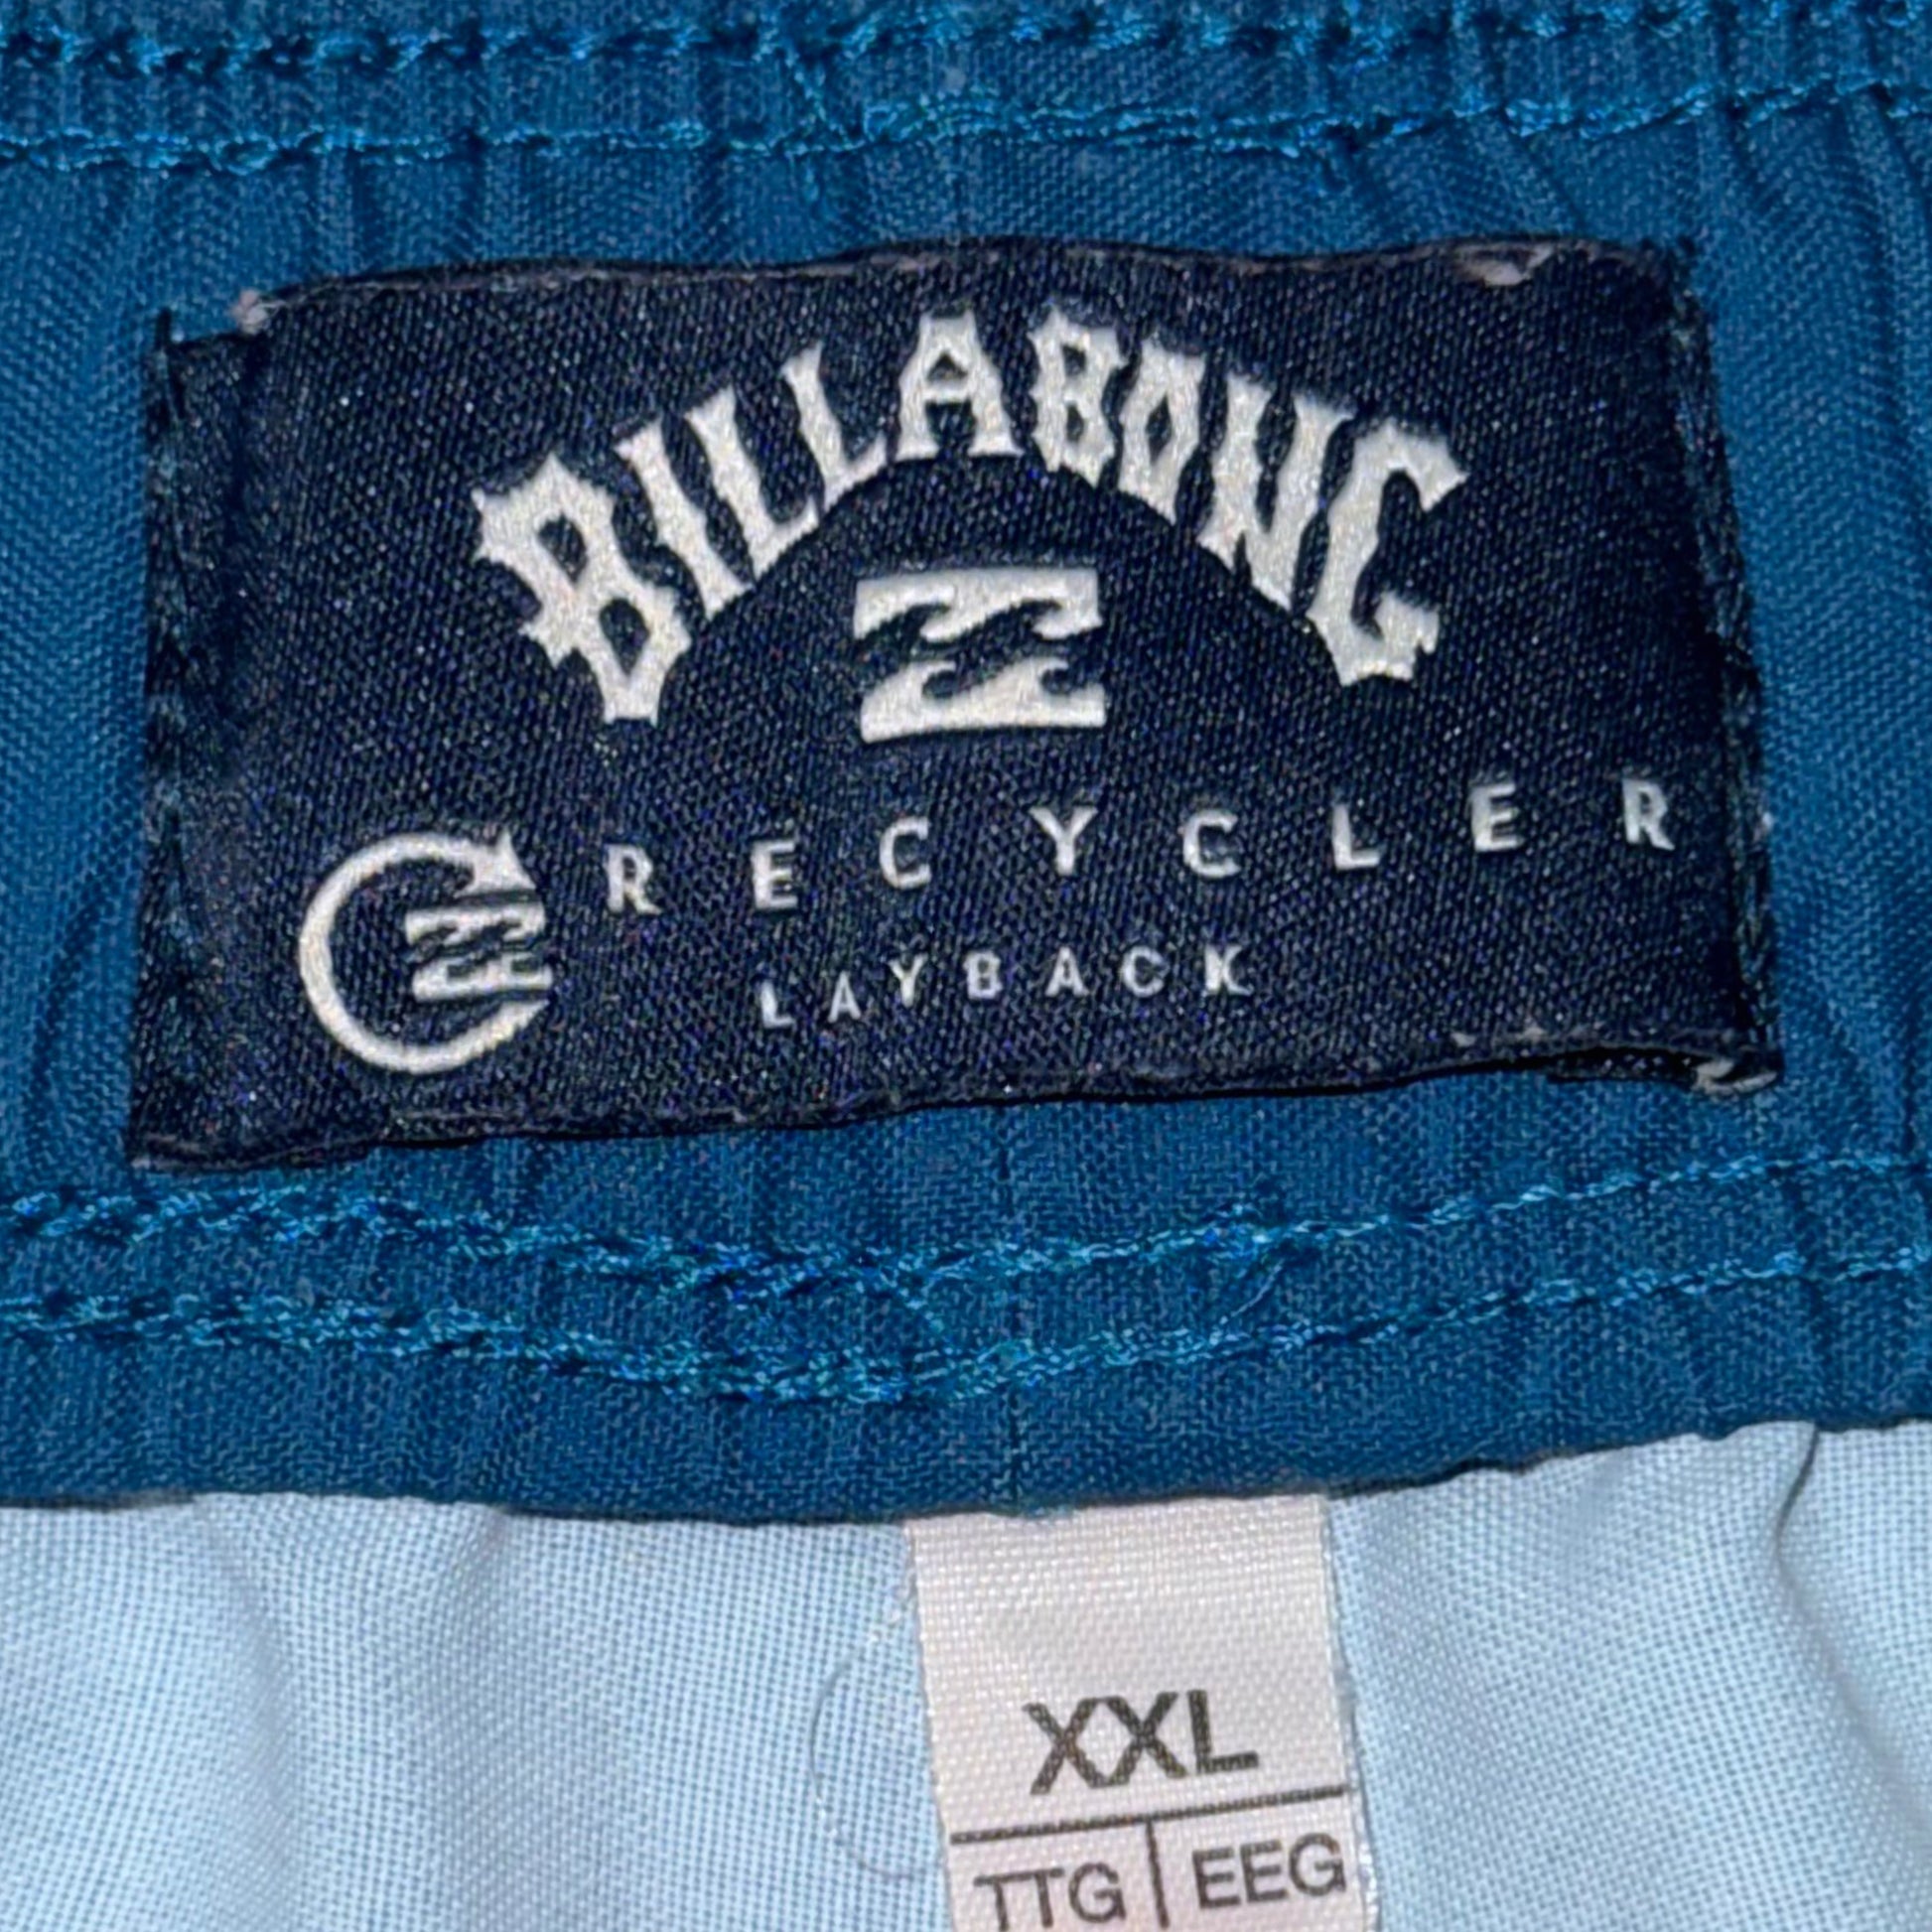 BILLABONG
RECYCLER
LAYBACK
XXL
TTG | EEG